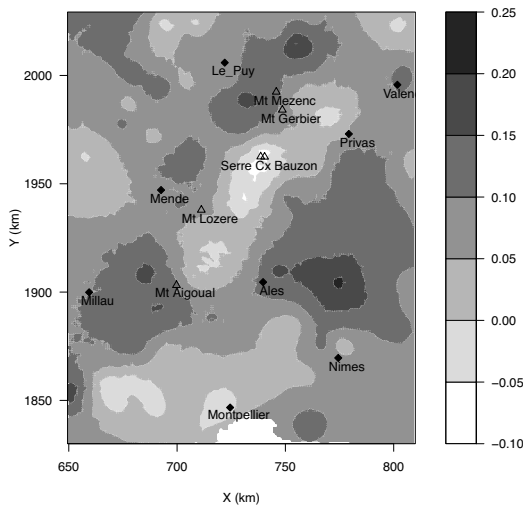 0.25
2000
Le_Puy
Mt Mezenc
Valen
0.20
Mt Gerbier
Privas
0.15
Serre Cx Bauzon
1950
Mende
0.10
Mt Lozere
Y (km)
0.05
1900
Millau
Mt Aigoual
Ales
0.00
Nimes
-0.05
1850
Montpellier
-0.10
650
700
750
800
X (km)